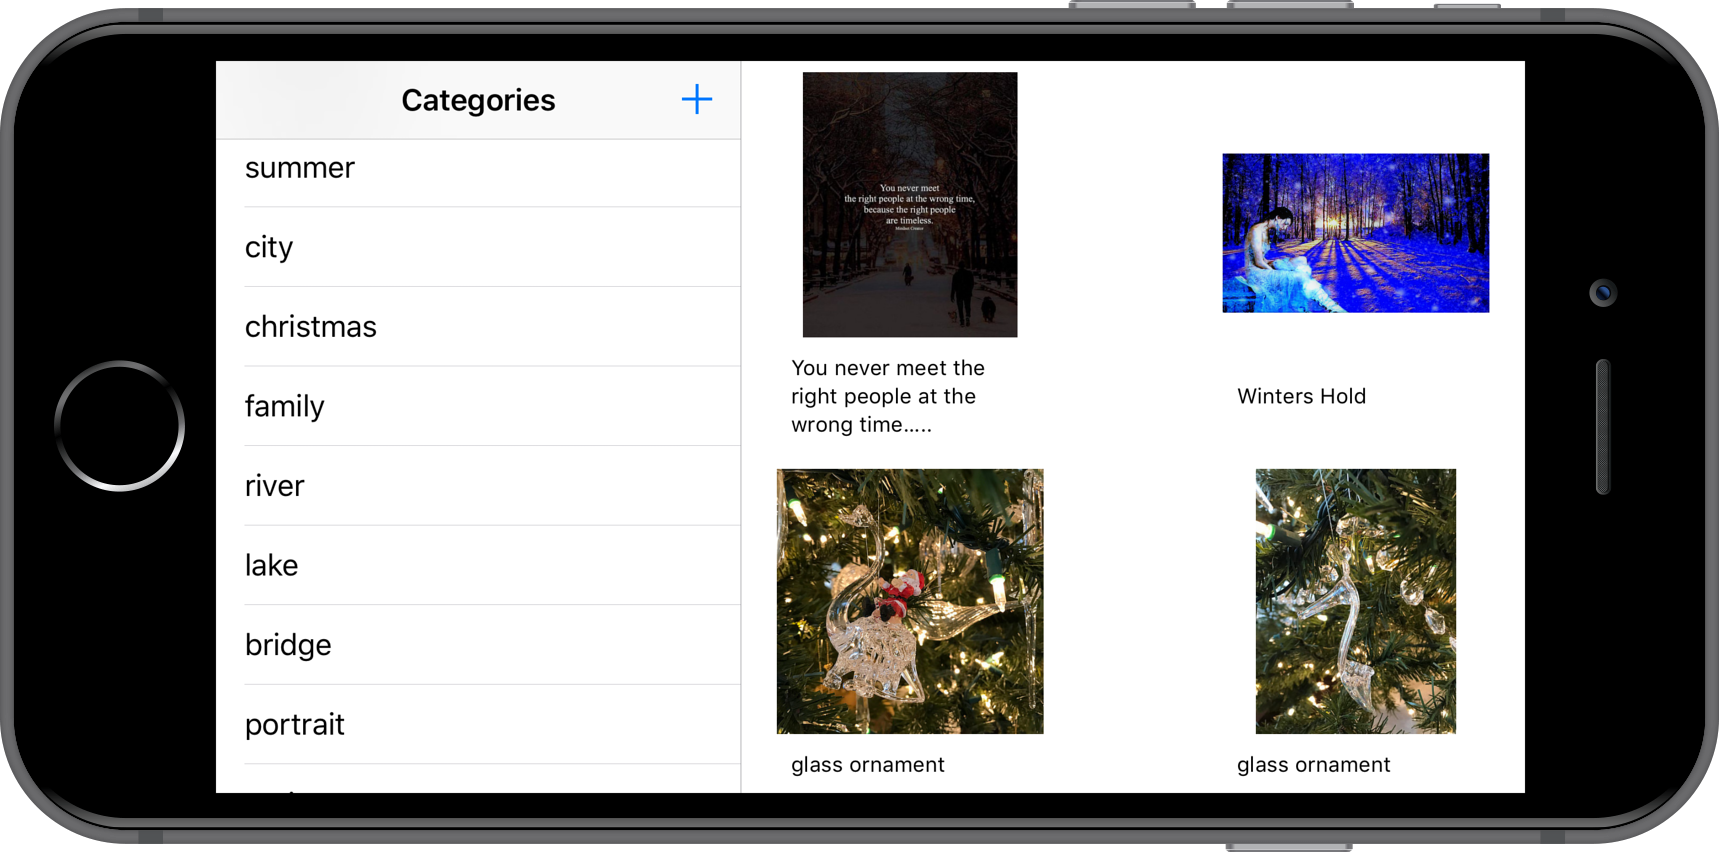 Categories
summer
city
christmas
family
river
lake
bridge
portrait
You never meet
the right people at the wrong time,
because the right people
are timeless.
You never meet the
right people at the
wrong time.....
Winters Hold
glass ornament
glass ornament